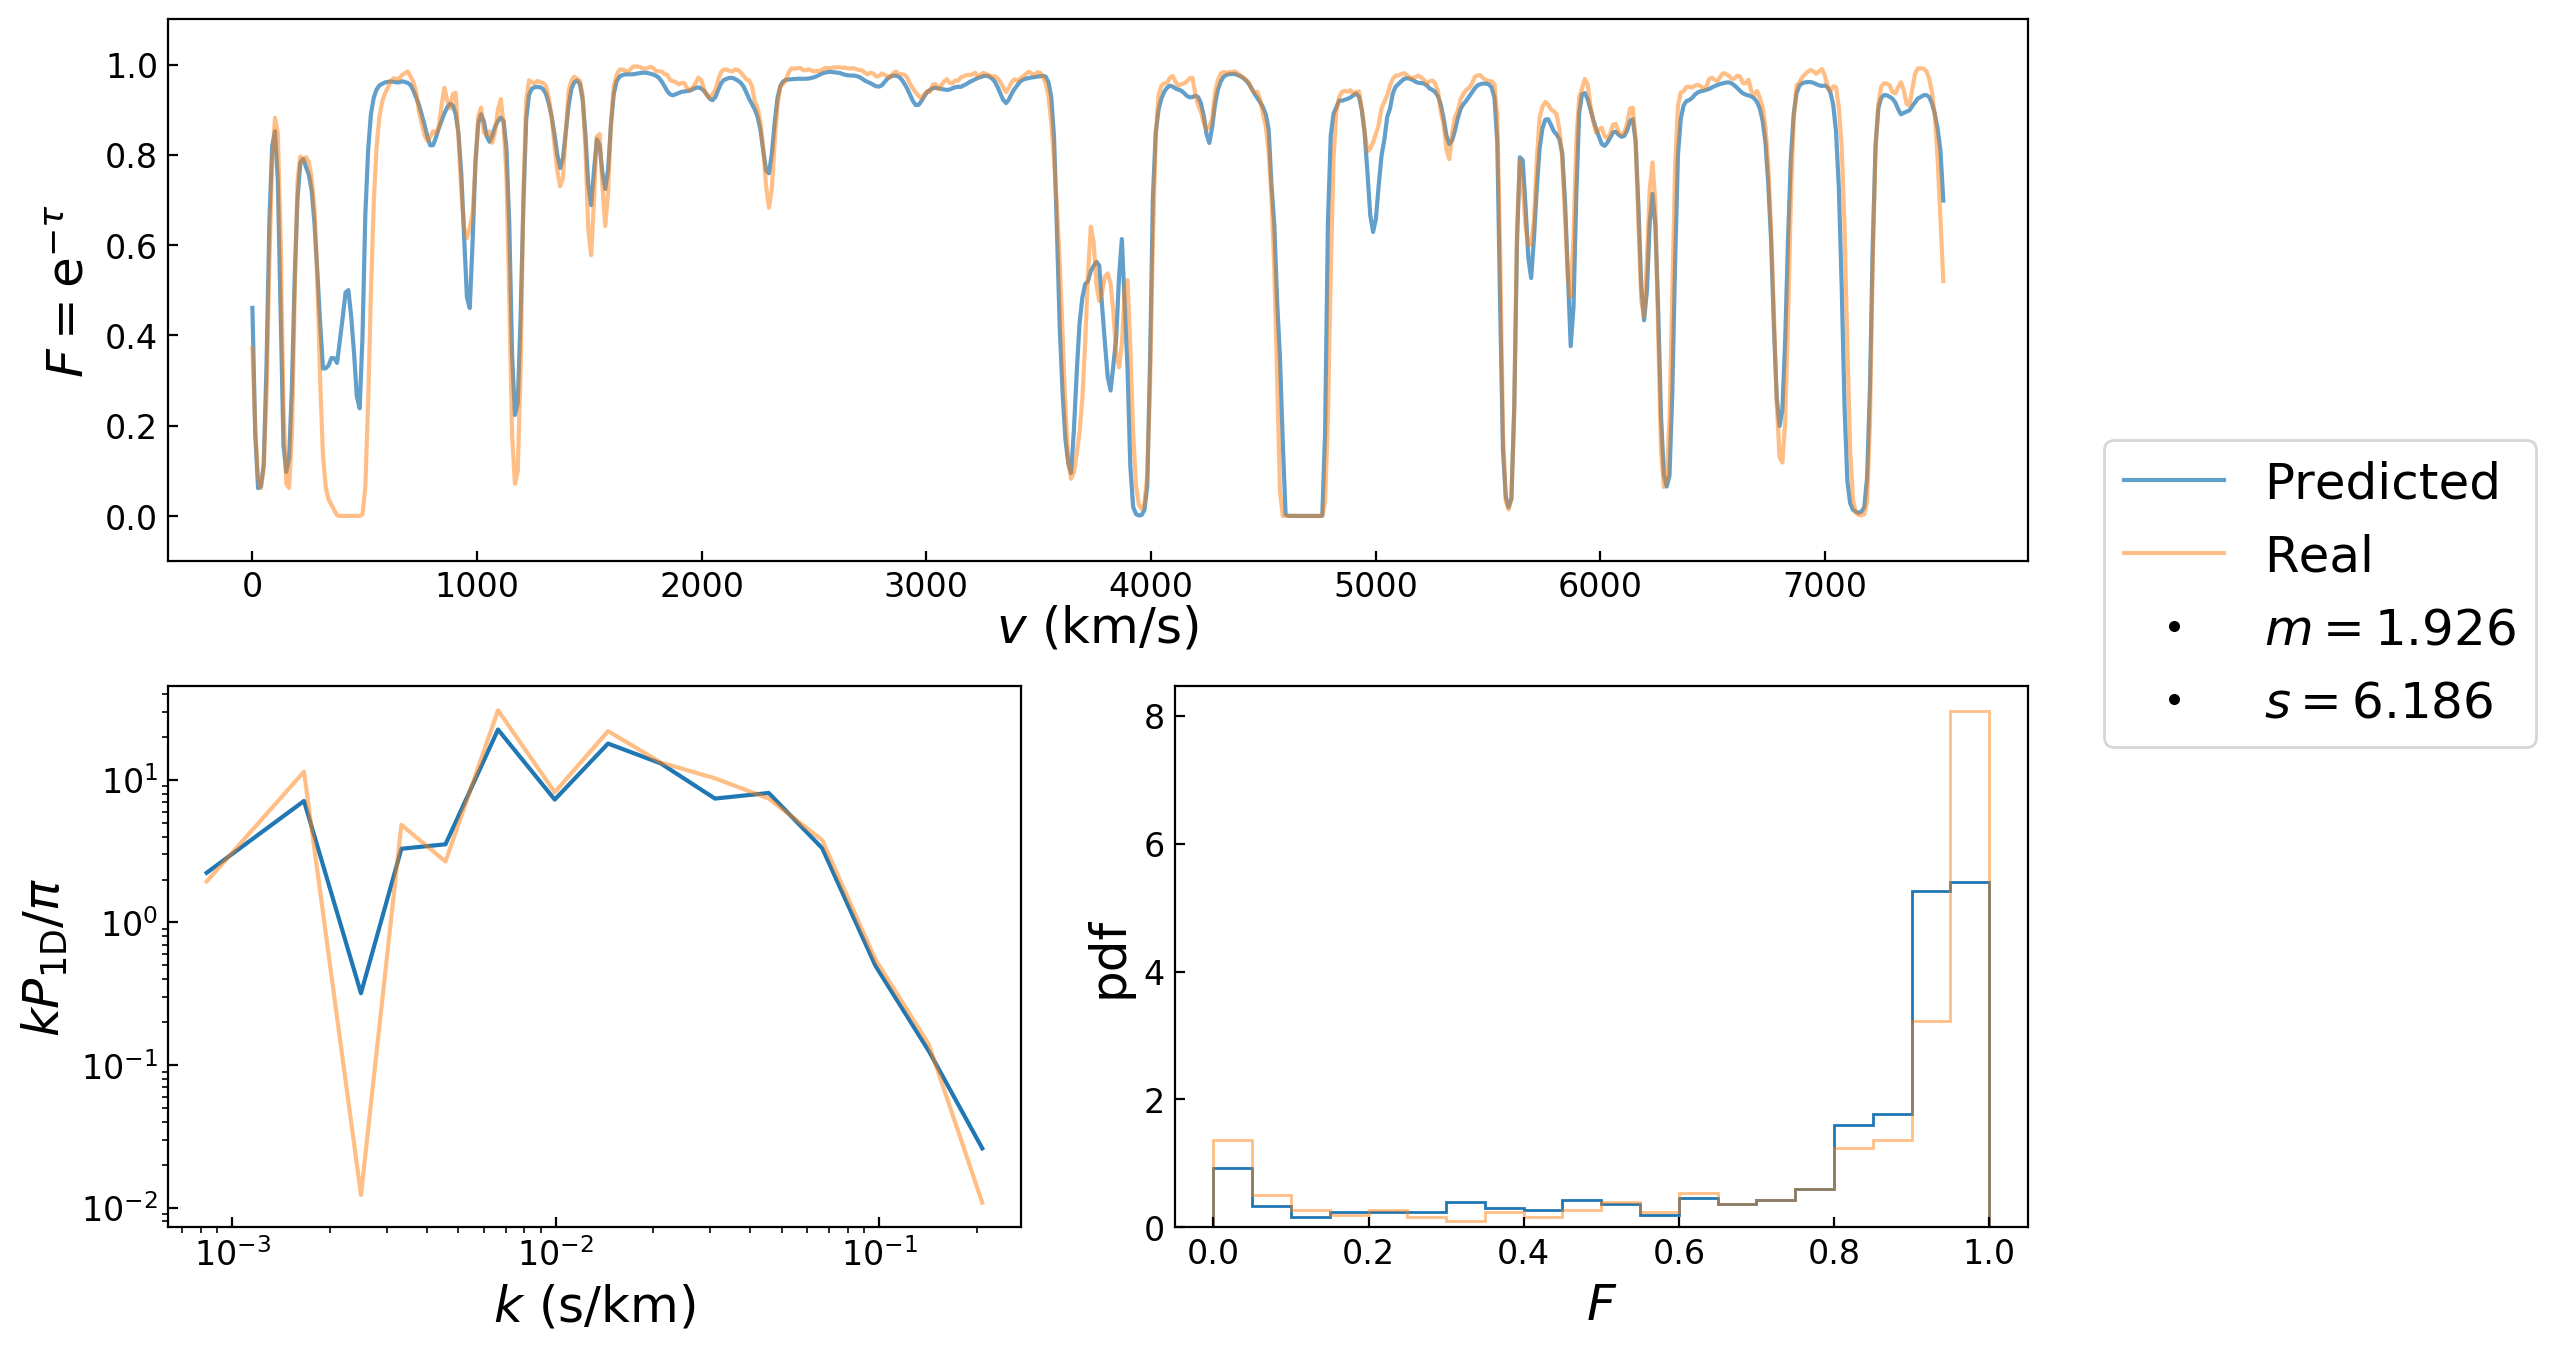 1.0
0.8
0.6
0.4
0.2
0.0
F = e^{−τ}
0 1000 2000 3000 4000 5000 6000 7000
v (km/s)
Predicted
Real
m = 1.926
s = 6.186
10^1
10^0
10^{−1}
10^{−2}
kP_{1D}/π
10^{−3} 10^{−2} 10^{−1}
k (s/km)
8
6
4
2
0
pdf
0.0 0.2 0.4 0.6 0.8 1.0
F